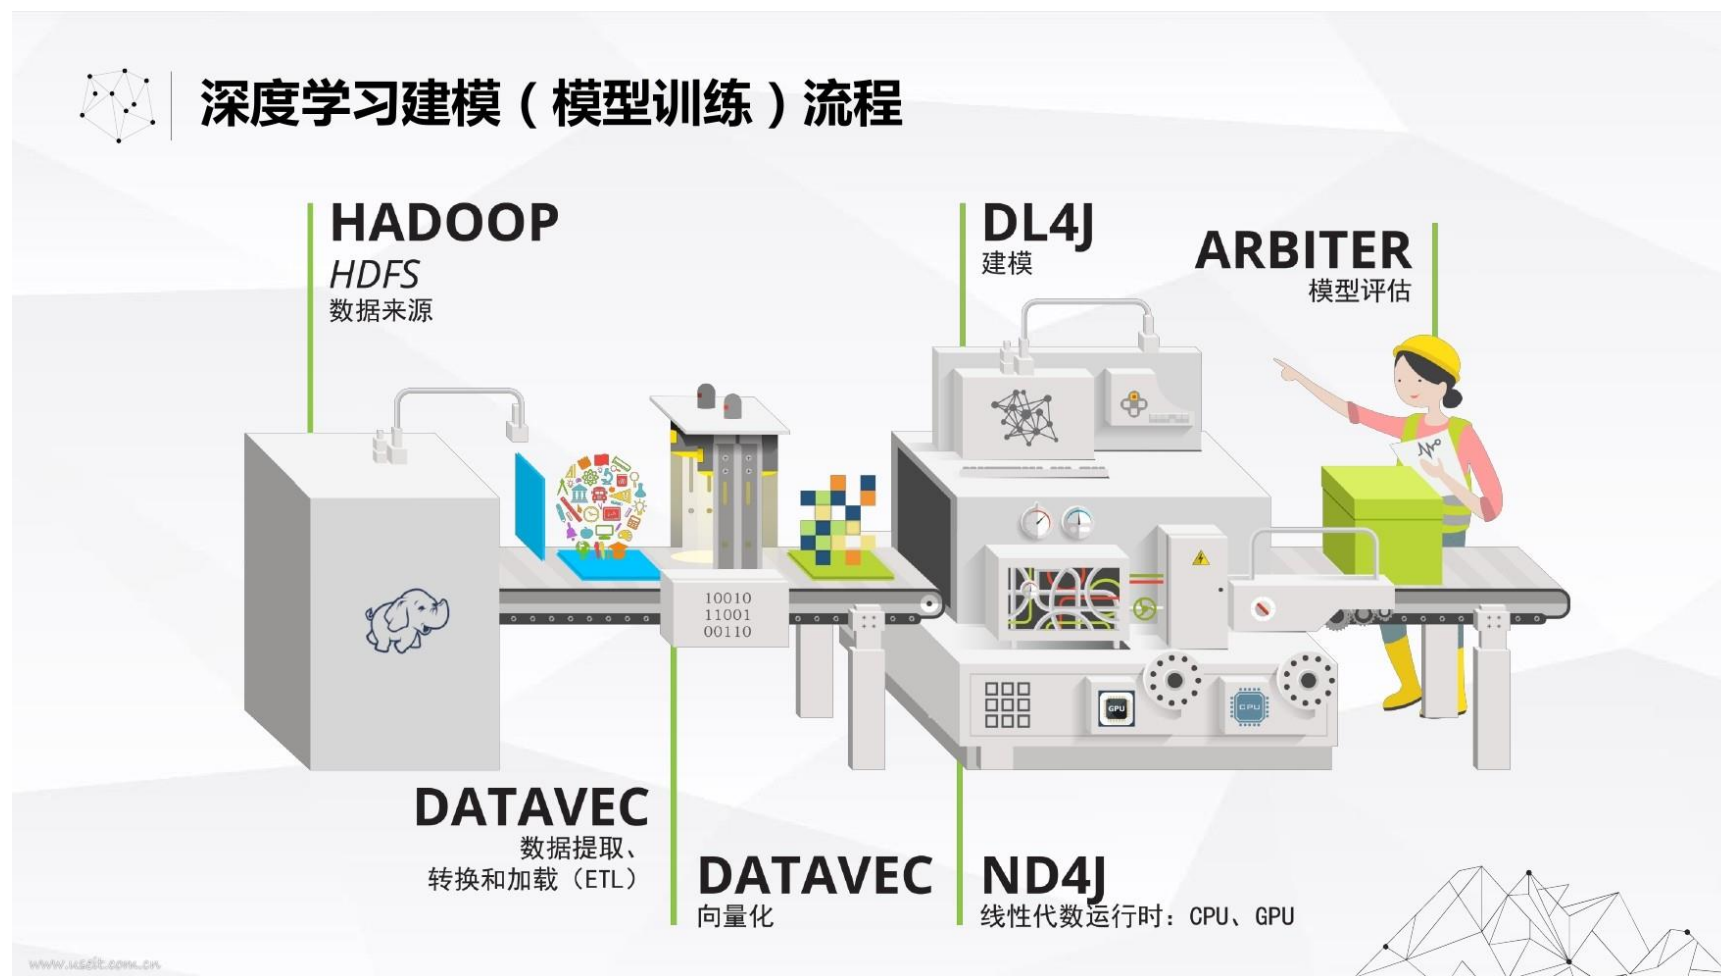 深度学习建模（模型训练）流程
HADOOP
HDFS
数据来源
DL4J
建模
ARBITER
模型评估
10010
11001
00110
GPU
CPU
DATAVEC
数据提取、
转换和加载（ETL）
DATAVEC
向量化
ND4J
线性代数运行时：CPU、GPU